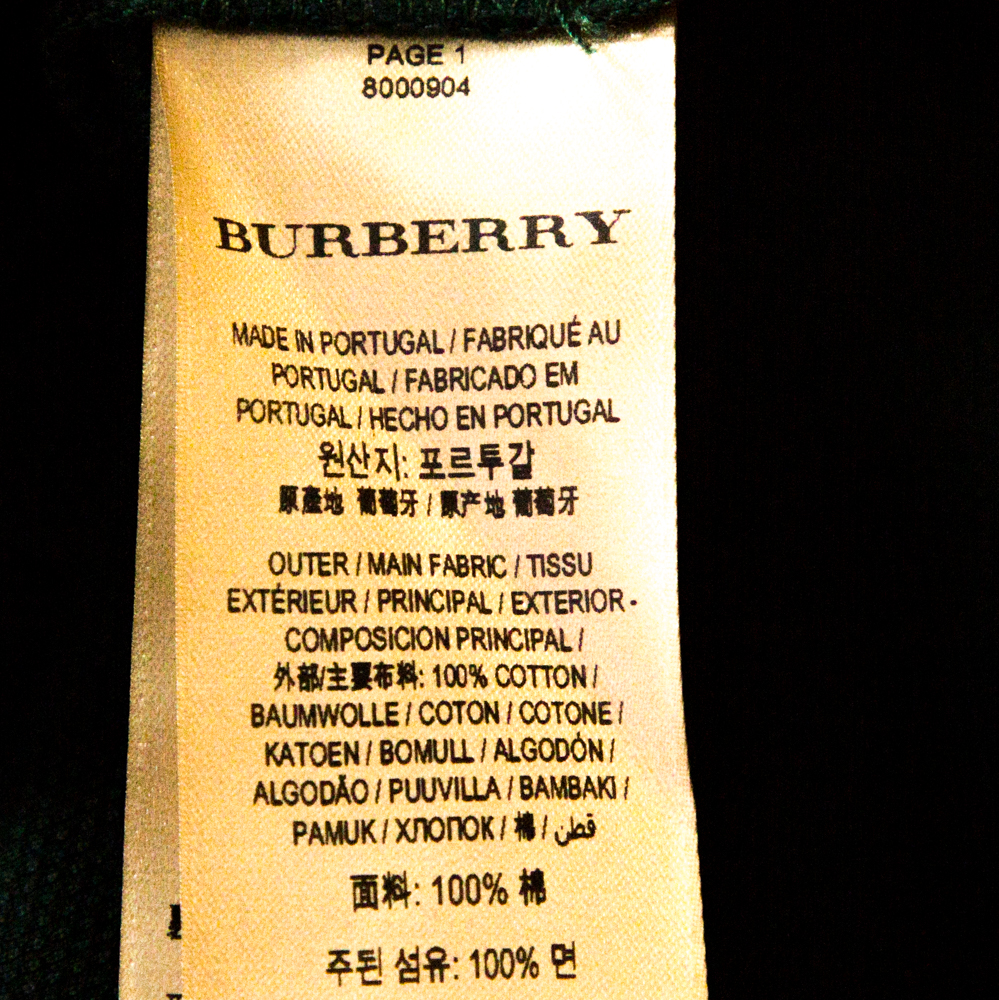 PAGE 1
8000904
BURBERRY
MADE IN PORTUGAL / FABRIQUÉ AU
PORTUGAL / FABRICADO EM
PORTUGAL / HECHO EN PORTUGAL
원산지: 포르투갈
原產地 葡萄牙 / 原产地 葡萄牙
OUTER / MAIN FABRIC / TISSU
EXTÉRIEUR / PRINCIPAL / EXTERIOR -
COMPOSICION PRINCIPAL /
外部/主要布料: 100% COTTON /
BAUMWOLLE / COTON / COTONE /
KATOEN / BOMULL / ALGODÓN /
ALGODÃO / PUUVILLA / BAMBAKI /
PAMUK / ХЛОПОК / 棉 / قطن
面料: 100% 棉
주된 섬유: 100% 면